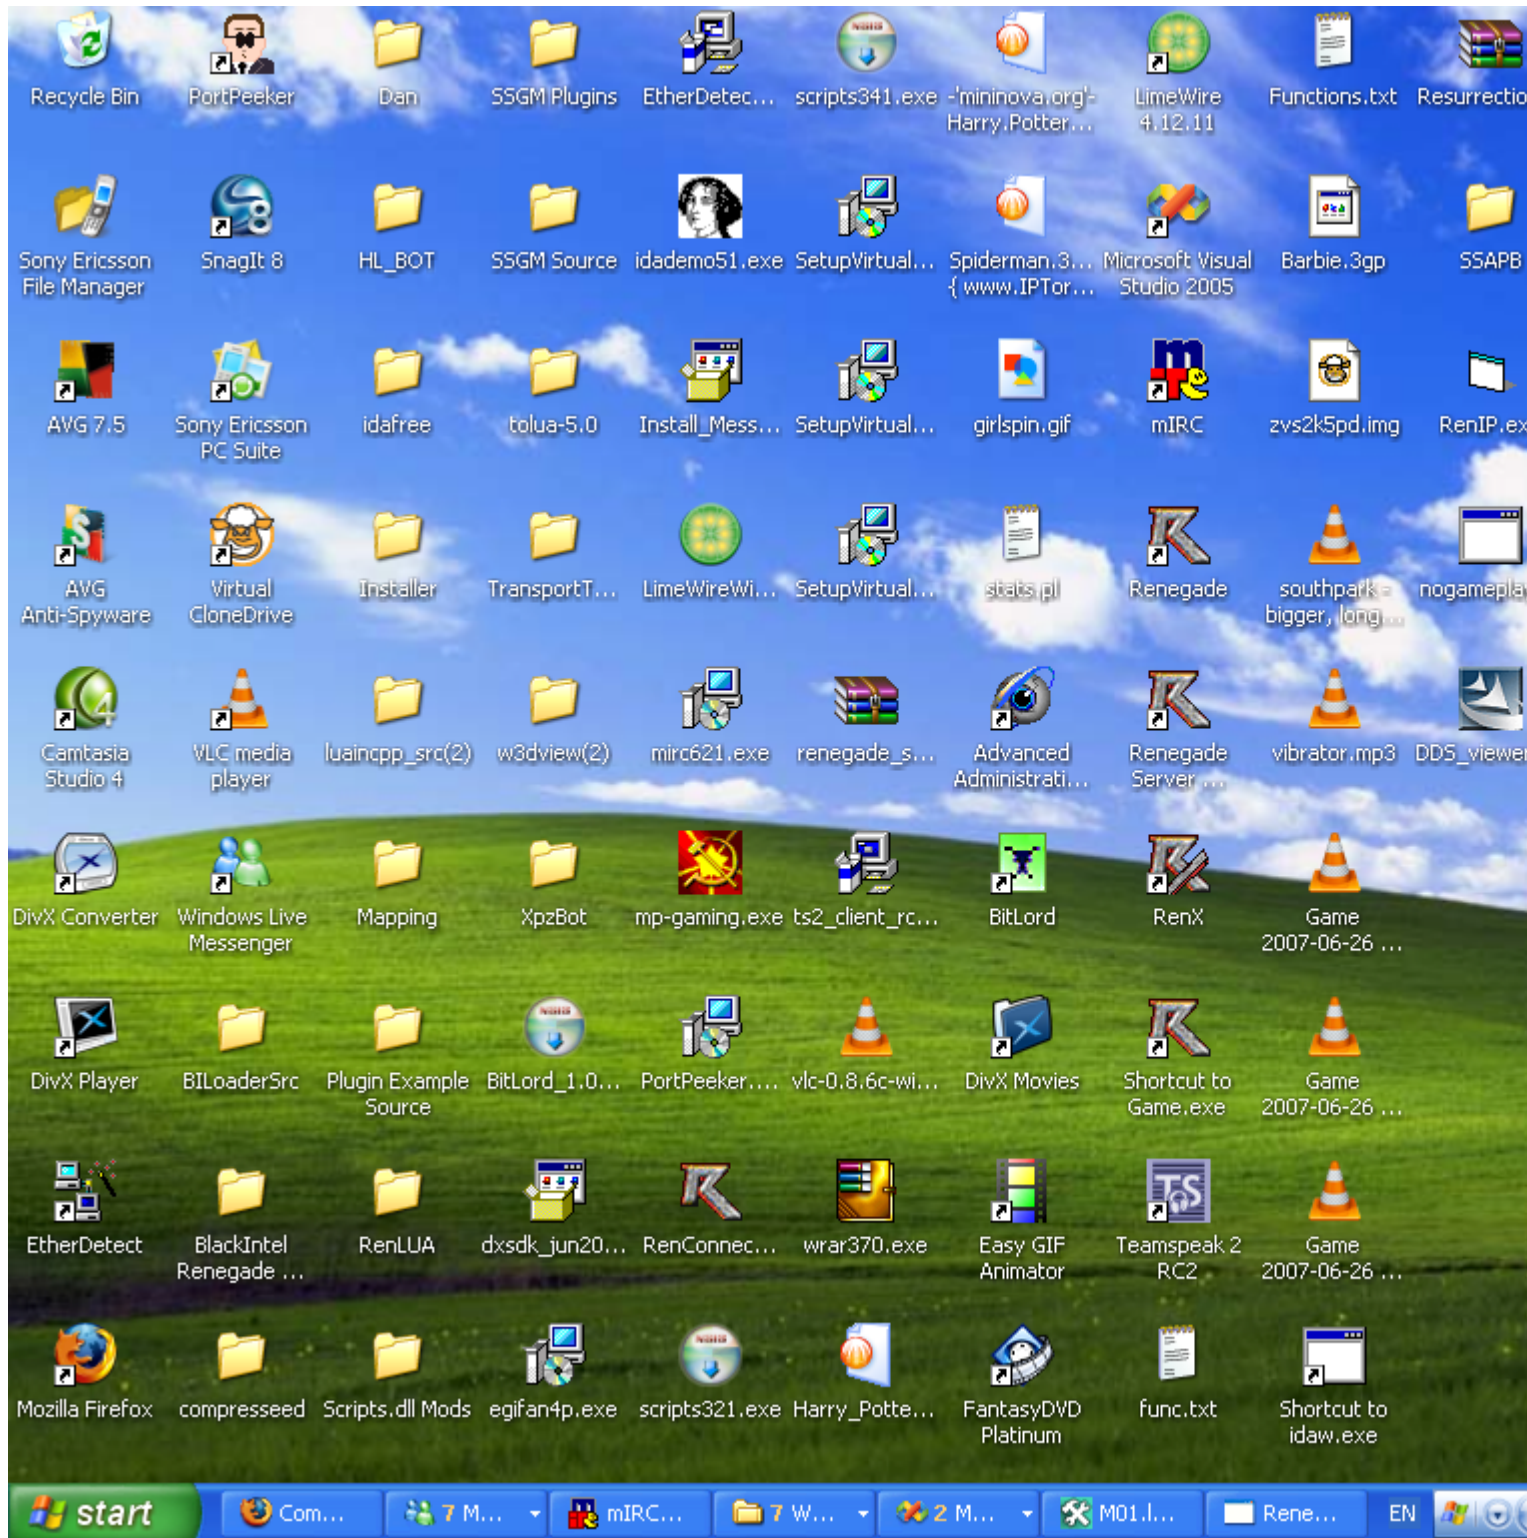 Recycle Bin
PortPeeker
Dan
SSGM Plugins
EtherDetec...
scripts341.exe
-'mininova.org'-
Harry.Potter...
LimeWire
4.12.11
Functions.txt
Resurrectio
Sony Ericsson
File Manager
SnagIt 8
HL_BOT
SSGM Source
idademo51.exe
SetupVirtual...
Spiderman.3...
{ www.IPTor...
Microsoft Visual
Studio 2005
Barbie.3gp
SSAPB
AVG 7.5
Sony Ericsson
PC Suite
idafree
tolua-5.0
Install_Mess...
SetupVirtual...
girlspin.gif
mIRC
zvs2k5pd.img
RenIP.ex
AVG
Anti-Spyware
Virtual
CloneDrive
Installer
TransportT...
LimeWireWi...
SetupVirtual...
stats.pl
Renegade
southpark -
bigger, long...
nogameplay
Camtasia
Studio 4
VLC media
player
luaincpp_src(2)
w3dview(2)
mirc621.exe
renegade_s...
Advanced
Administrati...
Renegade
Server ...
vibrator.mp3
DDS_viewer
DivX Converter
Windows Live
Messenger
Mapping
XpzBot
mp-gaming.exe
ts2_client_rc...
BitLord
RenX
Game
2007-06-26 ...
DivX Player
BILoaderSrc
Plugin Example
Source
BitLord_1.0...
PortPeeker....
vlc-0.8.6c-wi...
DivX Movies
Shortcut to
Game.exe
Game
2007-06-26 ...
EtherDetect
BlackIntel
Renegade ...
RenLUA
dxsdk_jun20...
RenConnec...
wrar370.exe
Easy GIF
Animator
Teamspeak 2
RC2
Game
2007-06-26 ...
Mozilla Firefox
compresseed
Scripts.dll Mods
egifan4p.exe
scripts321.exe
Harry_Potte...
FantasyDVD
Platinum
func.txt
Shortcut to
idaw.exe
start
Com...
7 M...
mIRC...
7 W...
2 M...
M01.l...
Rene...
EN